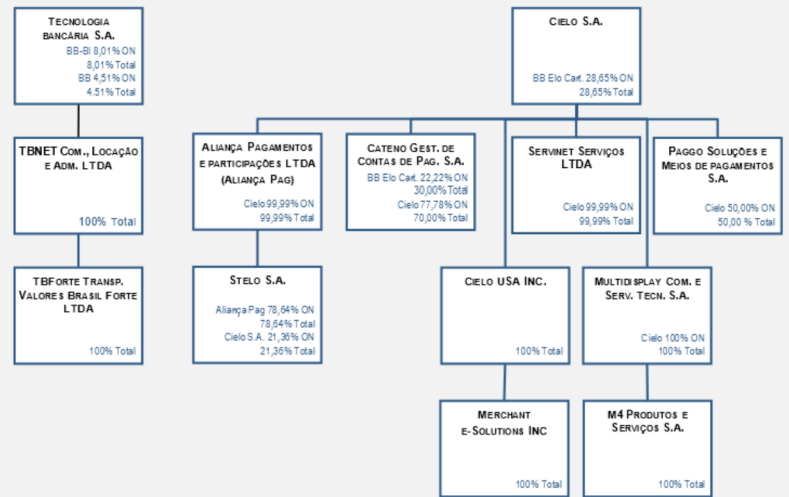 TECNOLOGIA
BANCÁRIA S.A.
BB-BI 8,01% ON
8,01% Total
BB 4,51% ON
4.51% Total
CIELO S.A.
BB Elo Cart. 28,65% ON
28,65% Total
TBNET COM., LOCAÇÃO
E ADM. LTDA
100% Total
ALIANÇA PAGAMENTOS
E PARTICIPAÇÕES LTDA
(ALIANÇA PAG)
Cielo 99,99% ON
99,99% Total
CATENO GEST. DE
CONTAS DE PAG. S.A.
BB Elo Cart. 22,22% ON
30,00% Total
Cielo 77,78% ON
70,00% Total
SERVINET SERVIÇOS
LTDA
Cielo 99,99% ON
99,99% Total
PAGGO SOLUÇÕES E
MEIOS DE PAGAMENTOS
S.A.
Cielo 50,00% ON
50,00 % Total
TBFORTE TRANSP.
VALORES BRASIL FORTE
LTDA
100% Total
STELO S.A.
Aliança Pag 78,64% ON
78,64% Total
Cielo S.A. 21,36% ON
21,36% Total
CIELO USA INC.
100% Total
MULTIDISPLAY COM. E
SERV. TECN. S.A.
Cielo 100% ON
100% Total
MERCHANT
E-SOLUTIONS INC
100% Total
M4 PRODUTOS E
SERVIÇOS S.A.
100% Total